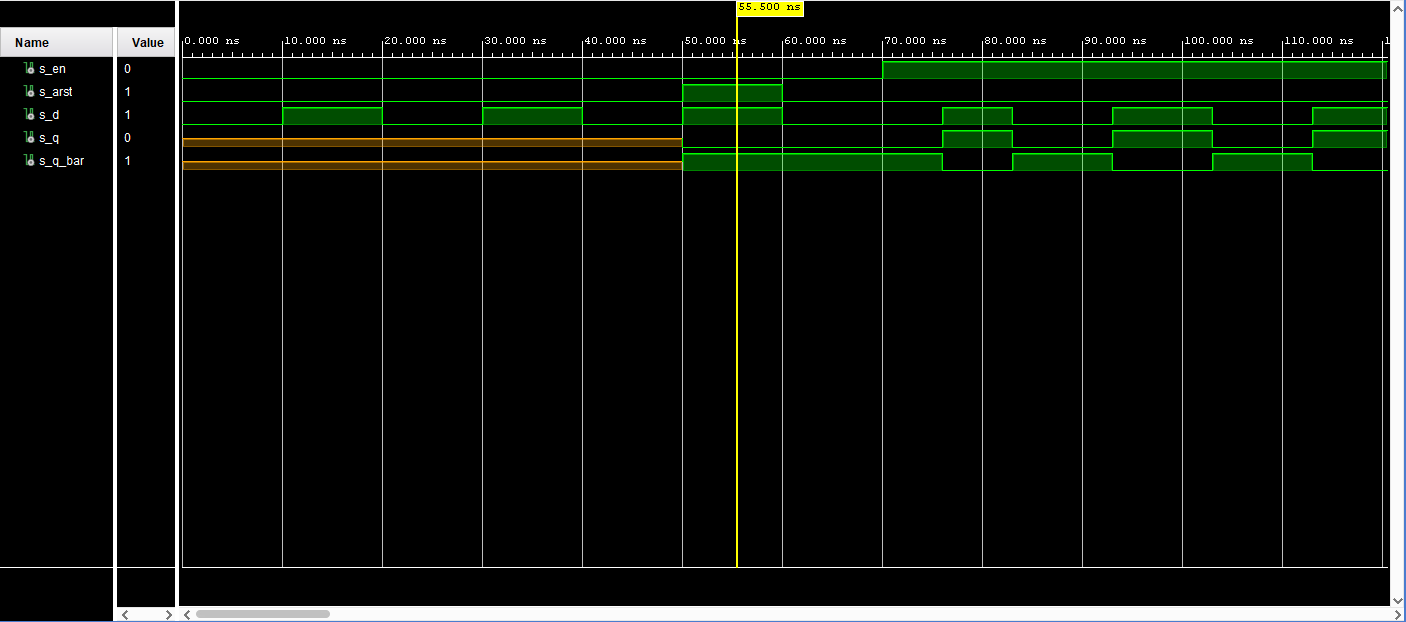 55.500 ns
Name Value
0.000 ns 10.000 ns 20.000 ns 30.000 ns 40.000 ns 50.000 ns 60.000 ns 70.000 ns 80.000 ns 90.000 ns 100.000 ns 110.000 ns 1
s_en 0
s_arst 1
s_d 1
s_q 0
s_q_bar 1